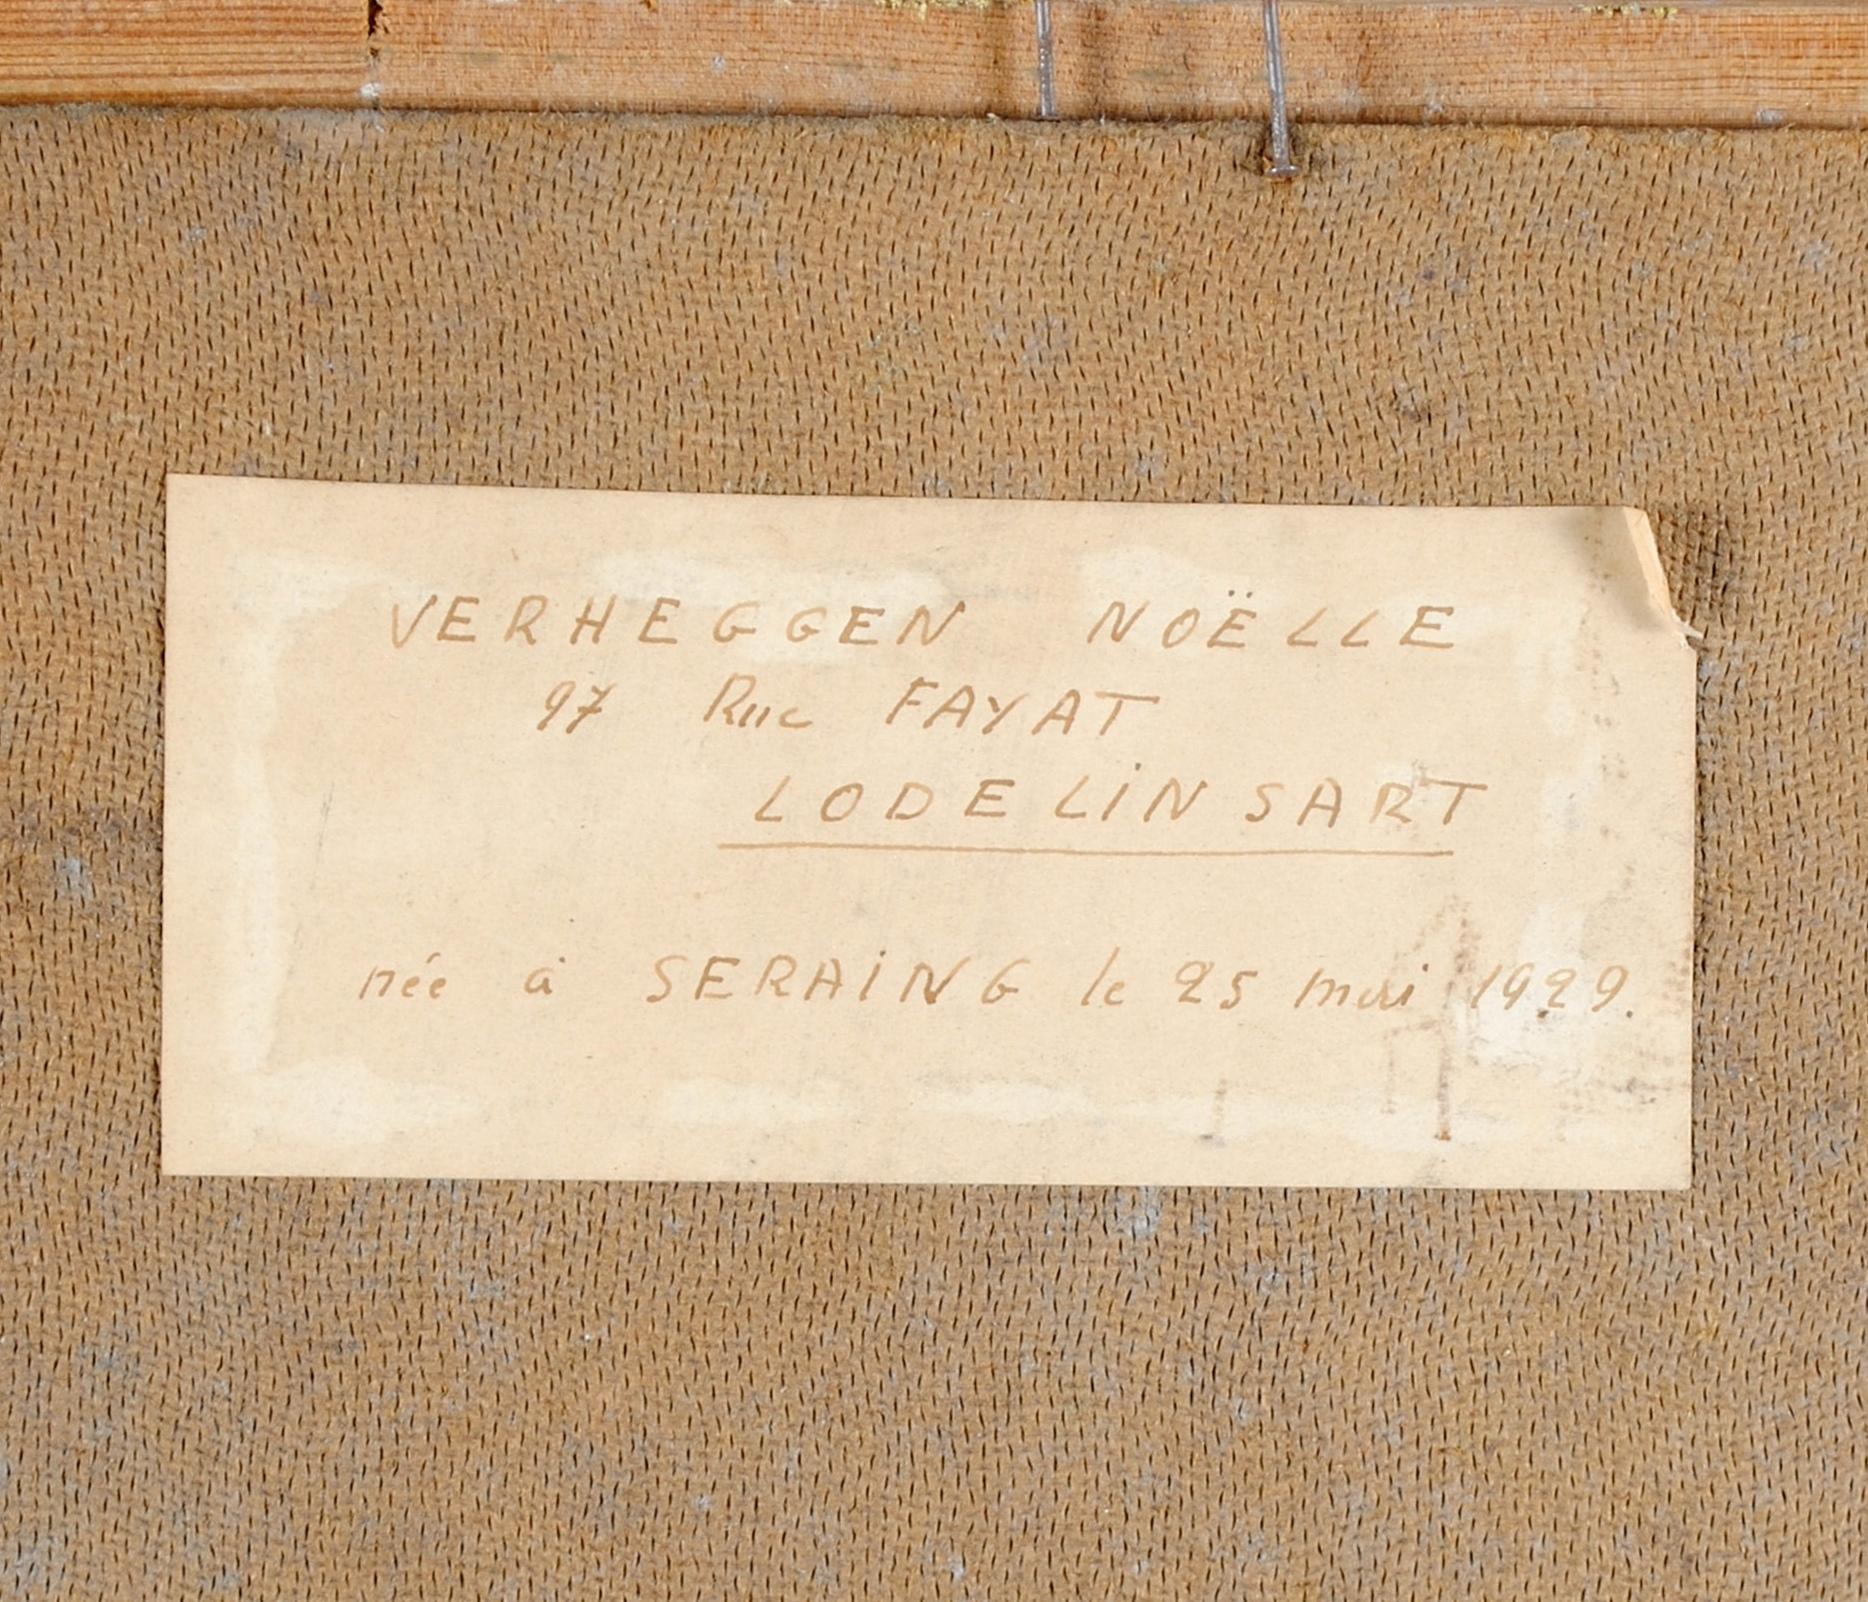 VERHEGGEN NOËLLE
97 Rue FAYAT
LODELINSART
née à SERAING le 25 mai 1929.